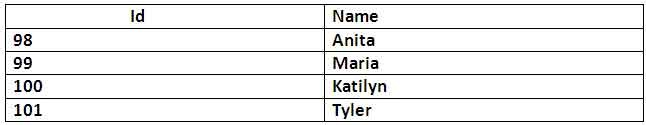 Id Name
98 Anita
99 Maria
100 Katilyn
101 Tyler